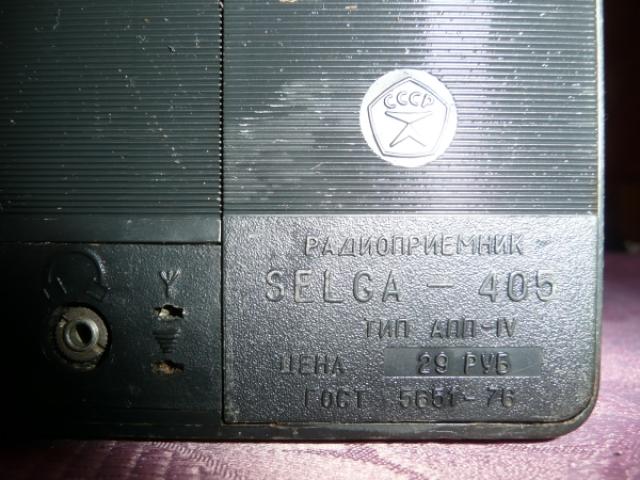 СССР
РАДИОПРИЕМНИК
SELGA - 405
ТИП АПП-IV
ЦЕНА 29 РУБ
ГОСТ 5651-76